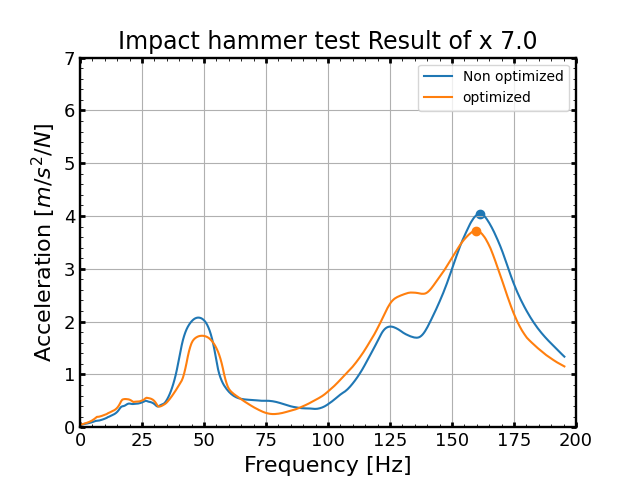 Impact hammer test Result of x 7.0
Non optimized
optimized
7
6
5
4
3
2
1
0
Acceleration [m/s²/N]
0 25 50 75 100 125 150 175 200
Frequency [Hz]